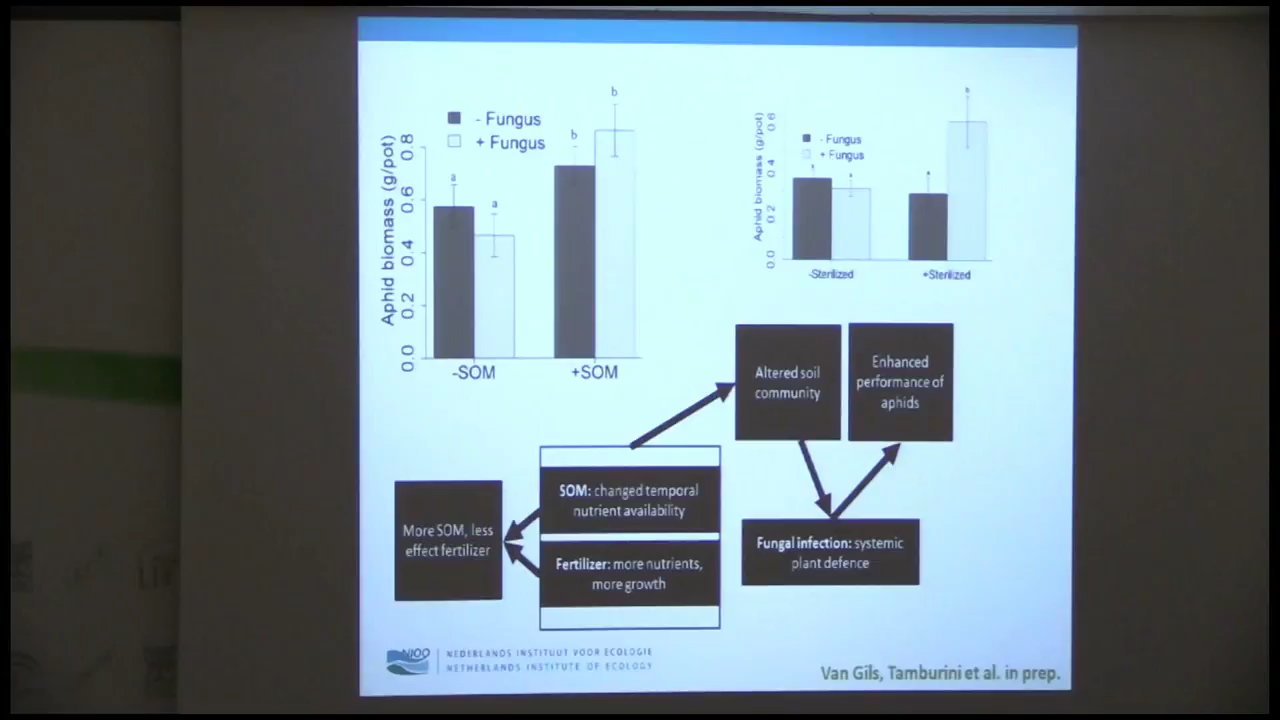 - Fungus
+ Fungus
Aphid biomass (g/pot)
0.0
0.2
0.4
0.6
0.8
a
a
b
b
-SOM
+SOM
- Fungus
+ Fungus
Aphid biomass (g/pot)
0.0
0.2
0.4
0.6
b
-Sterilized
+Sterilized
Altered soil
community
Enhanced
performance of
aphids
SOM: changed temporal
nutrient availability
More SOM, less
effect fertilizer
Fertilizer: more nutrients,
more growth
Fungal infection: systemic
plant defence
NIOO
NEDERLANDS INSTITUUT VOOR ECOLOGIE
NETHERLANDS INSTITUTE OF ECOLOGY
Van Gils, Tamburini et al. in prep.